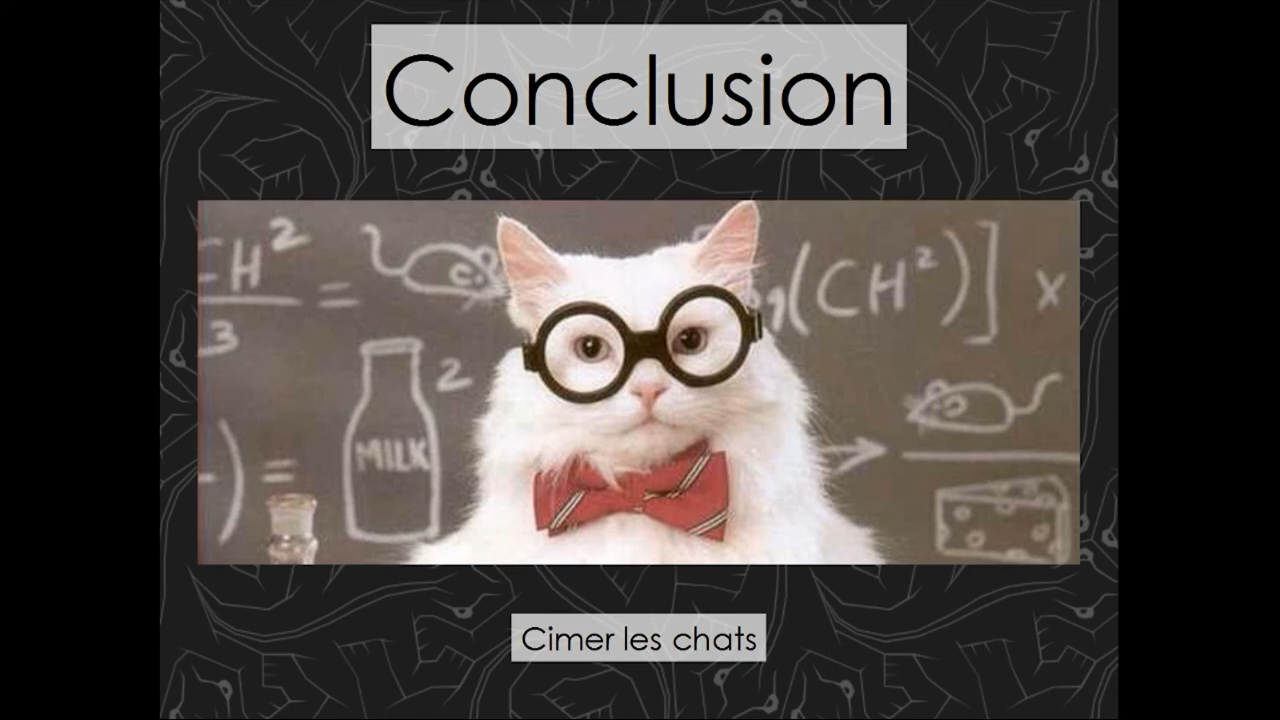 Conclusion
CH²
3
=
(CH²)] x
MILK
2
) =
Cimer les chats